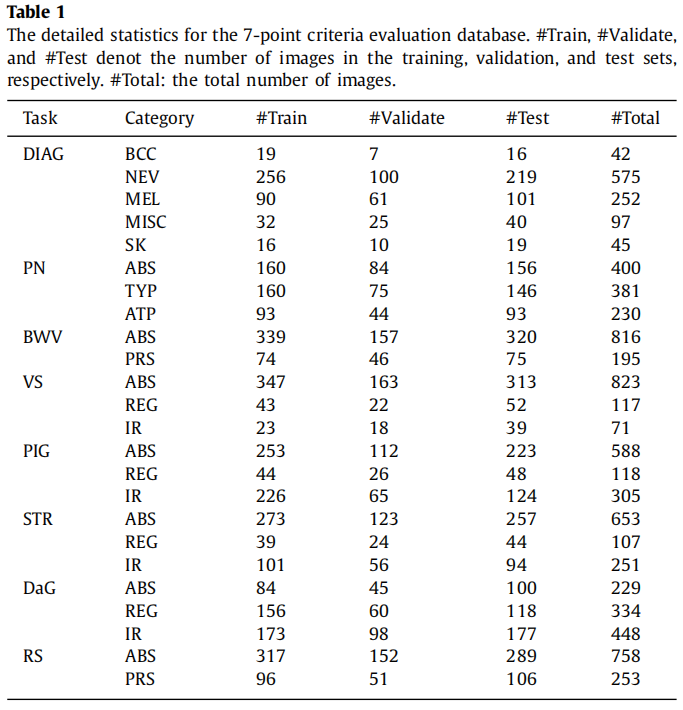 Table 1
The detailed statistics for the 7-point criteria evaluation database. #Train, #Validate,
and #Test denot the number of images in the training, validation, and test sets,
respectively. #Total: the total number of images.
Task Category #Train #Validate #Test #Total
DIAG BCC 19 7 16 42
NEV 256 100 219 575
MEL 90 61 101 252
MISC 32 25 40 97
SK 16 10 19 45
PN ABS 160 84 156 400
TYP 160 75 146 381
ATP 93 44 93 230
BWV ABS 339 157 320 816
PRS 74 46 75 195
VS ABS 347 163 313 823
REG 43 22 52 117
IR 23 18 39 71
PIG ABS 253 112 223 588
REG 44 26 48 118
IR 226 65 124 305
STR ABS 273 123 257 653
REG 39 24 44 107
IR 101 56 94 251
DaG ABS 84 45 100 229
REG 156 60 118 334
IR 173 98 177 448
RS ABS 317 152 289 758
PRS 96 51 106 253